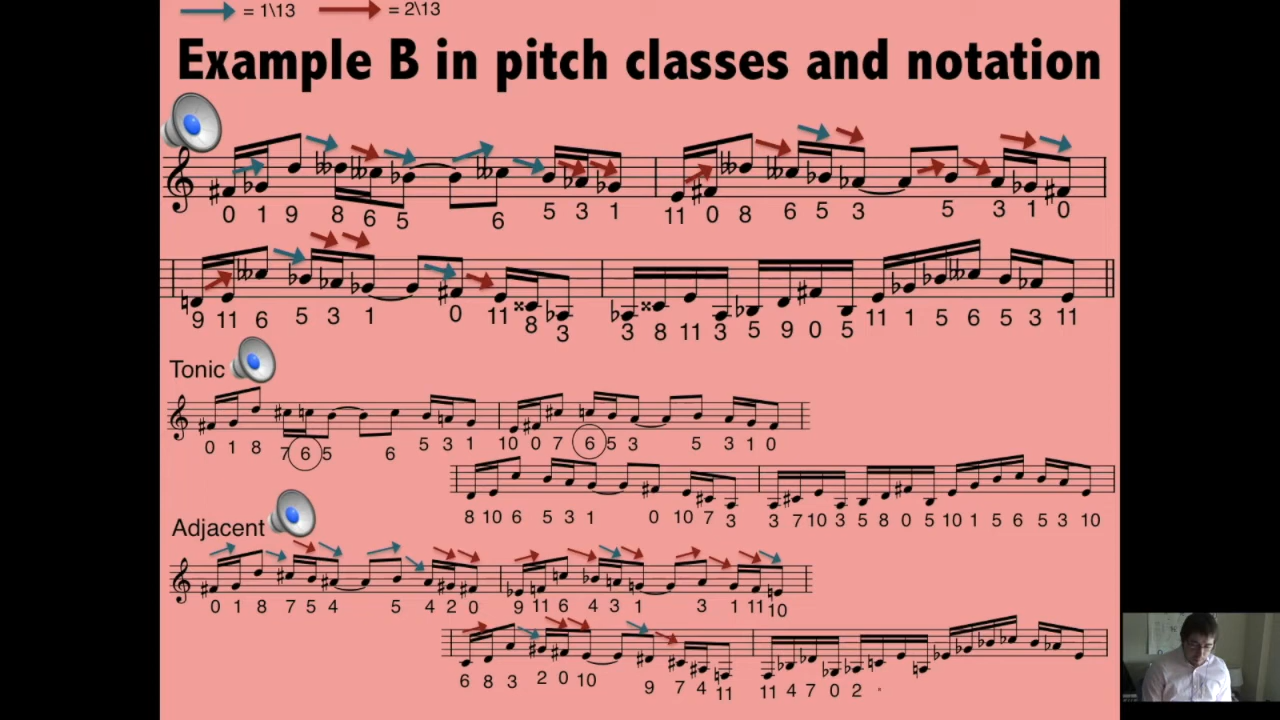 = 1\13 = 2\13
Example B in pitch classes and notation
0 1 9 8 6 5 6 5 3 1 11 0 8 6 5 3 5 3 1 0
9 11 6 5 3 1 0 11 8 3 3 8 11 3 5 9 0 5 11 1 5 6 5 3 11
Tonic
0 1 8 7 6 5 6 5 3 1 10 0 7 6 5 3 5 3 1 0
8 10 6 5 3 1 0 10 7 3 3 7 10 3 5 8 0 5 10 1 5 6 5 3 10
Adjacent
0 1 8 7 5 4 5 4 2 0 9 11 6 4 3 1 3 1 11 10
6 8 3 2 0 10 9 7 4 11 11 4 7 0 2